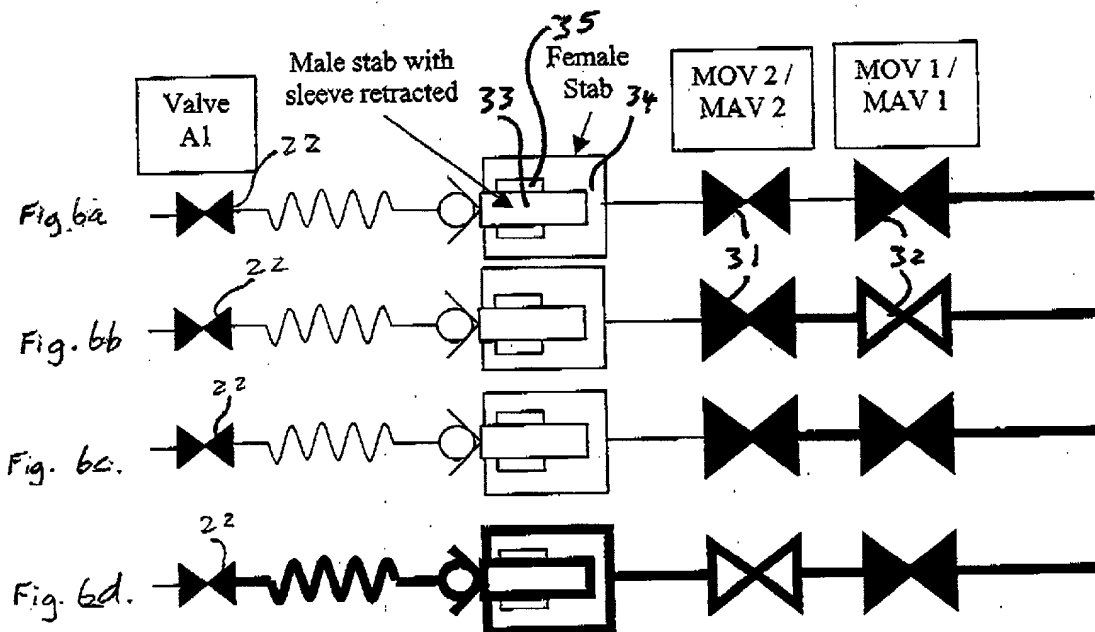 35
Male stab with
sleeve retracted
33
Female
Stab
34
MOV 2 /
MAV 2
MOV 1 /
MAV 1
Valve
A1
22
Fig. 6a
31
32
22
Fig. 6b
22
Fig. 6c.
22
Fig. 6d.